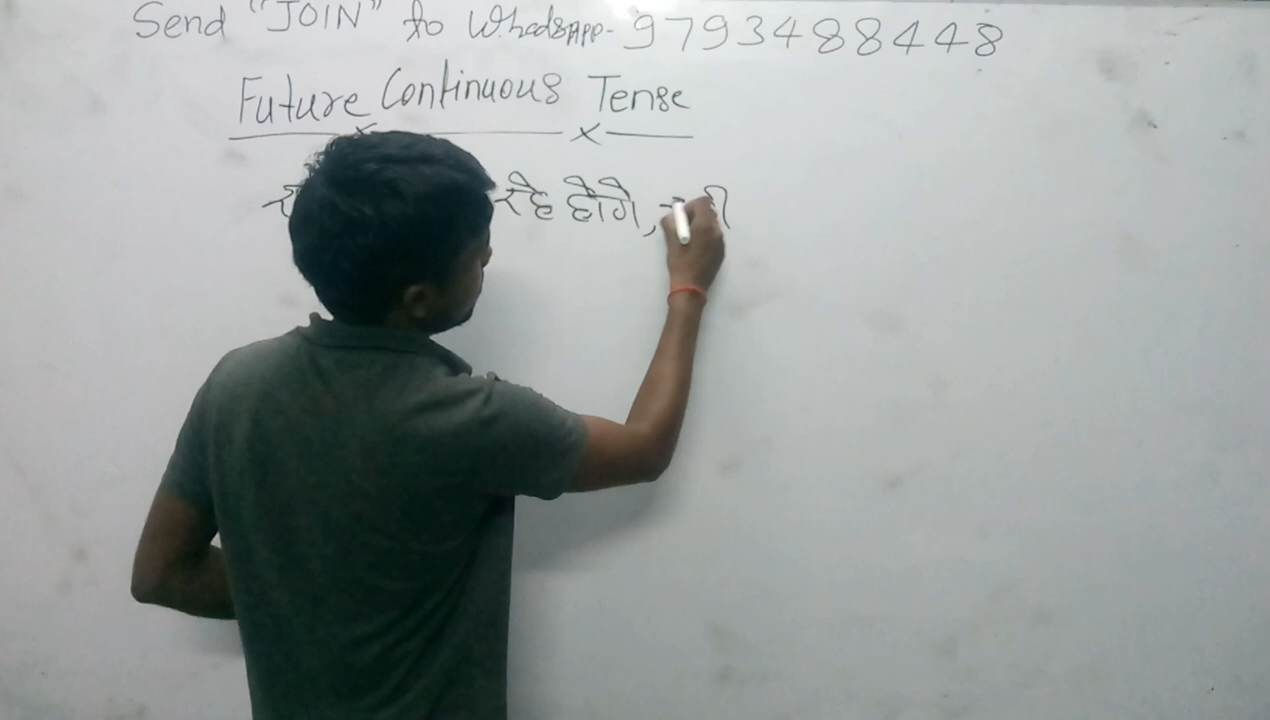 Send "JOIN" to WhatsApp- 9793488448
Future Continuous Tense
रहे होंगे,